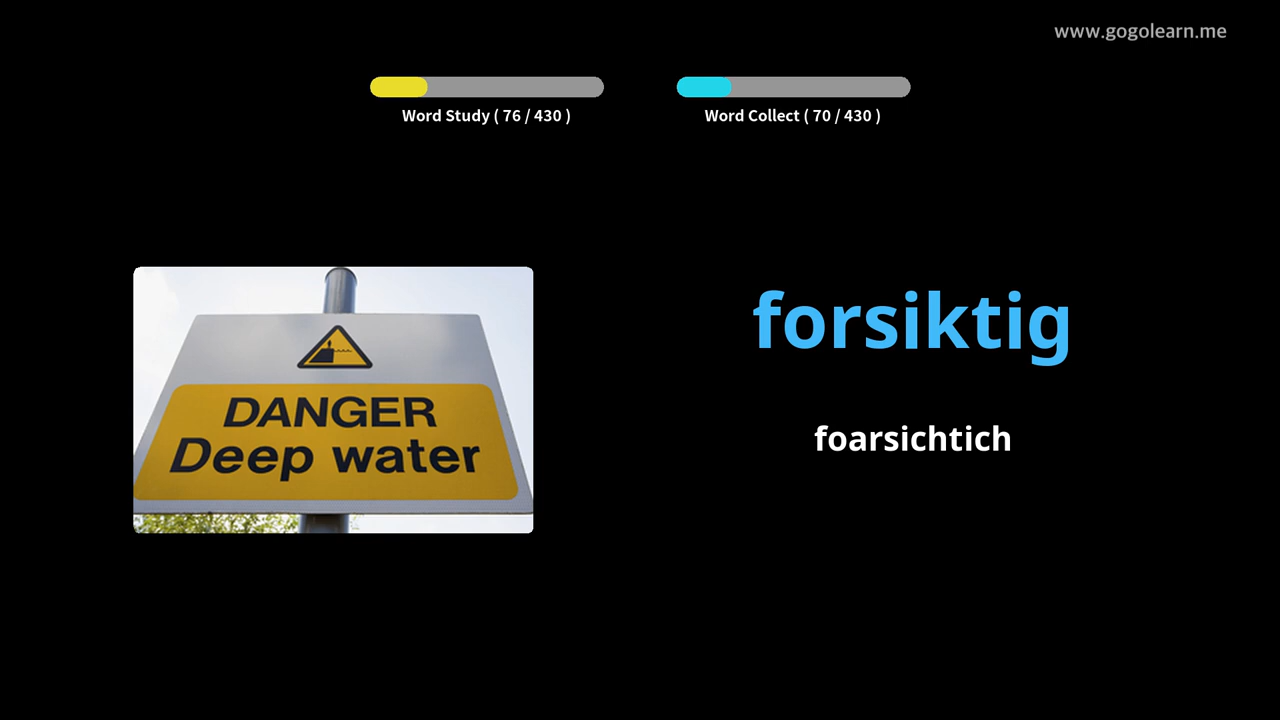 www.gogolearn.me
Word Study ( 76 / 430 )
Word Collect ( 70 / 430 )
DANGER
Deep water
forsiktig
foarsichtich